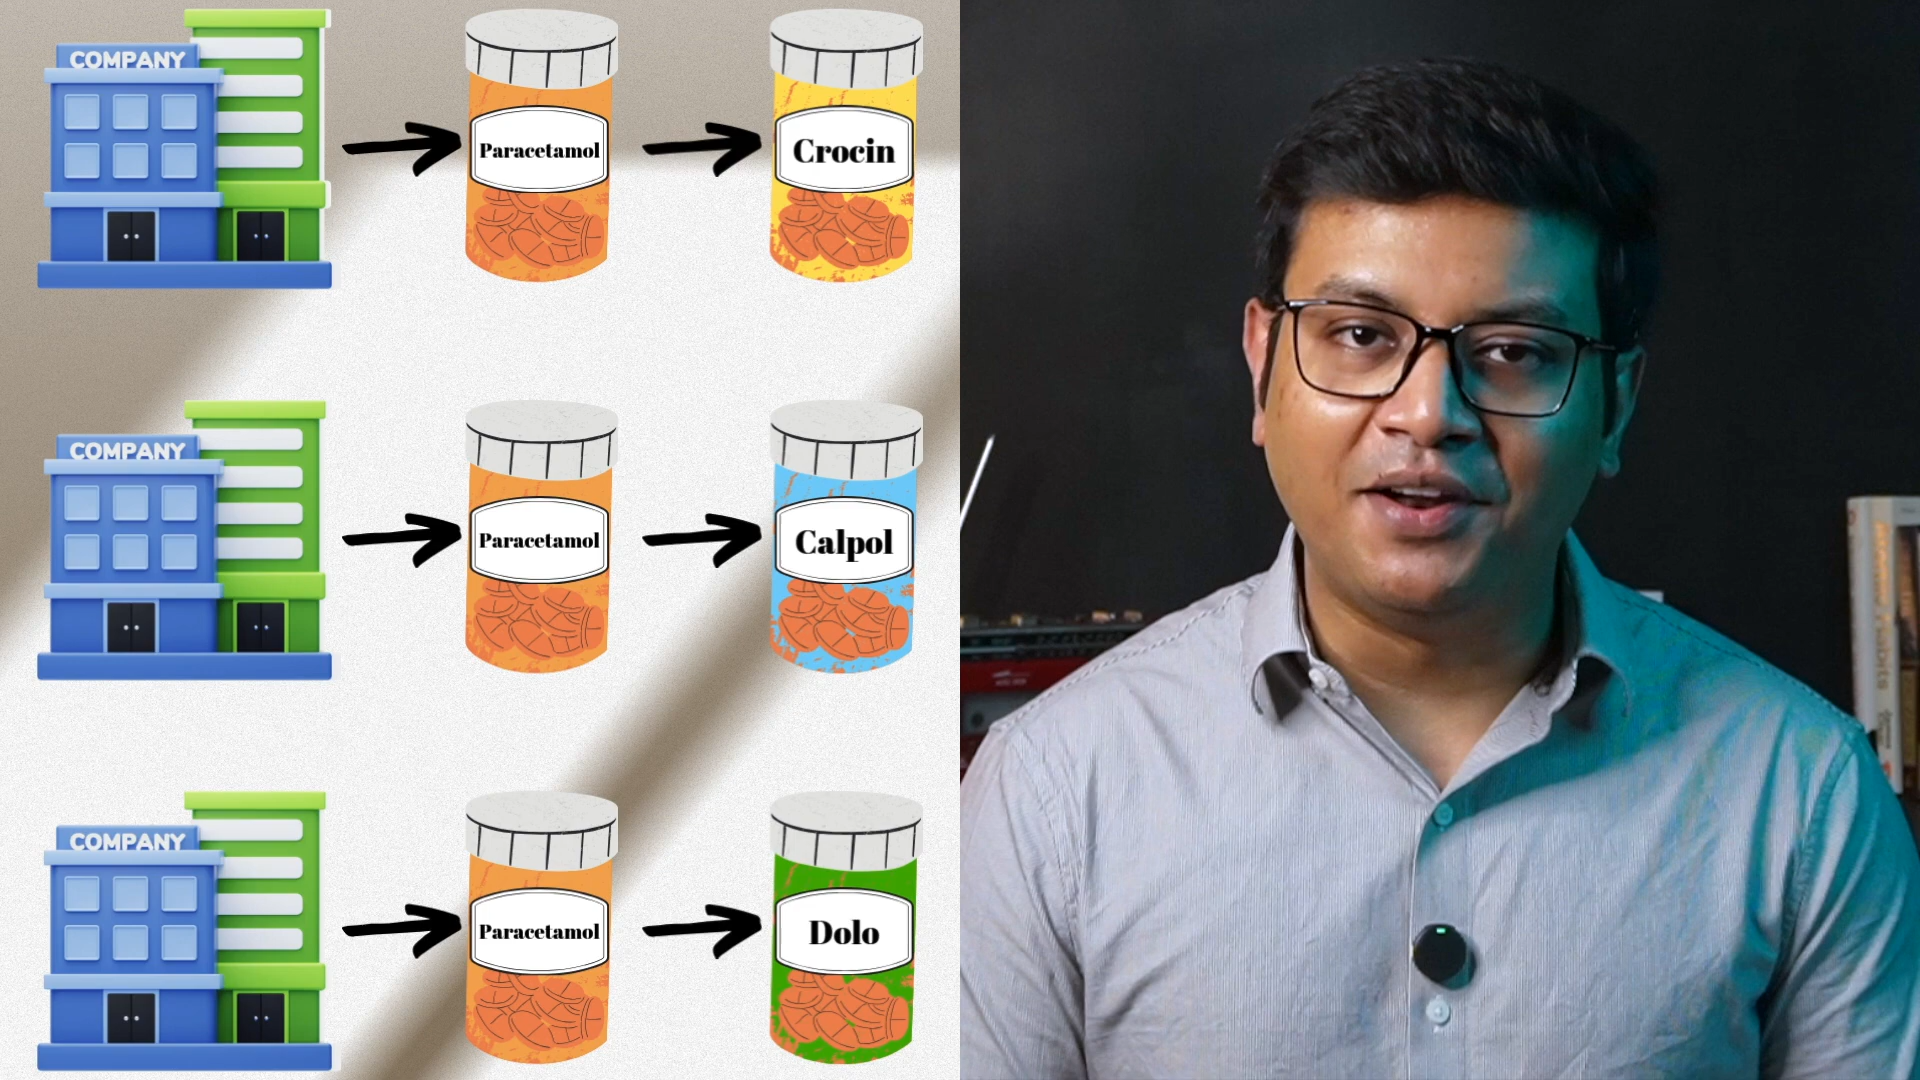 COMPANY
Paracetamol
Crocin
COMPANY
Paracetamol
Calpol
COMPANY
Paracetamol
Dolo